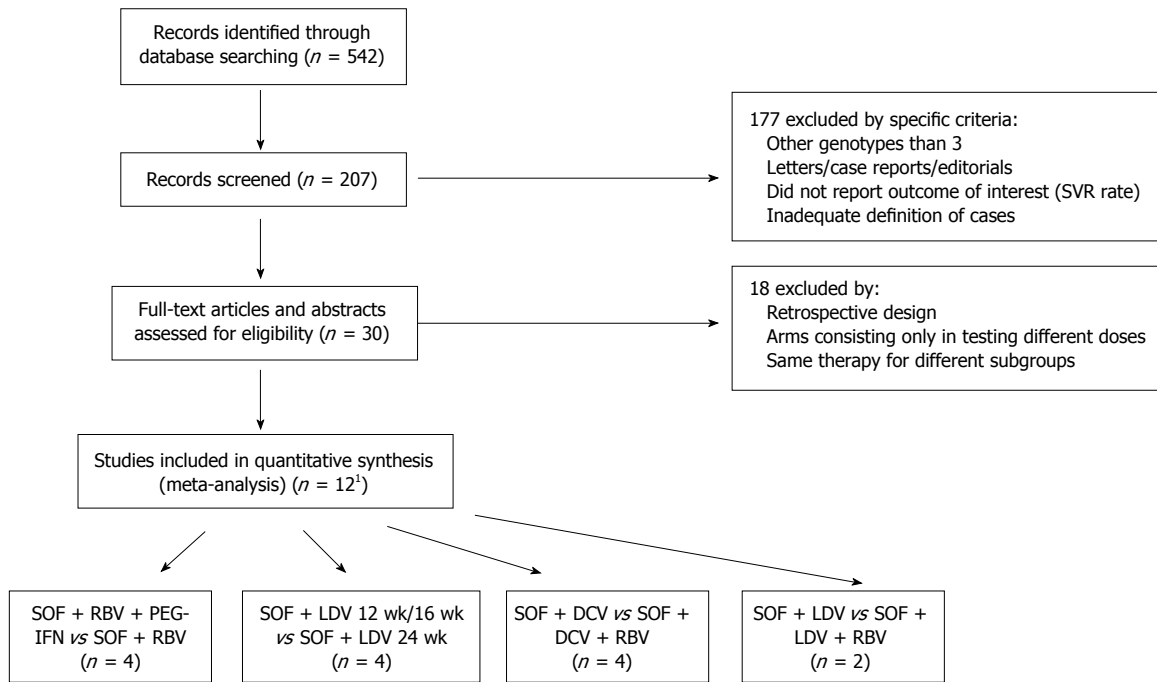 Records identified through
database searching (n = 542)
Records screened (n = 207)
177 excluded by specific criteria:
Other genotypes than 3
Letters/case reports/editorials
Did not report outcome of interest (SVR rate)
Inadequate definition of cases
Full-text articles and abstracts
assessed for eligibility (n = 30)
18 excluded by:
Retrospective design
Arms consisting only in testing different doses
Same therapy for different subgroups
Studies included in quantitative synthesis
(meta-analysis) (n = 12¹)
SOF + RBV + PEG-
IFN vs SOF + RBV
(n = 4)
SOF + LDV 12 wk/16 wk
vs SOF + LDV 24 wk
(n = 4)
SOF + DCV vs SOF +
DCV + RBV
(n = 4)
SOF + LDV vs SOF +
LDV + RBV
(n = 2)